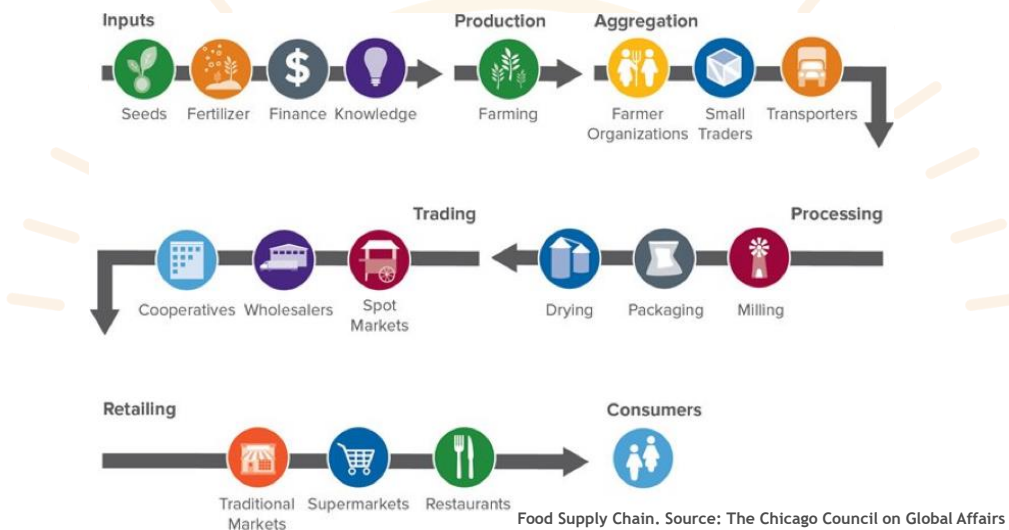 Inputs
Production
Aggregation
Seeds
Fertilizer
Finance
Knowledge
Farming
Farmer
Organizations
Small
Traders
Transporters
Trading
Processing
Cooperatives
Wholesalers
Spot
Markets
Drying
Packaging
Milling
Retailing
Consumers
Traditional
Markets
Supermarkets
Restaurants
Food Supply Chain. Source: The Chicago Council on Global Affairs